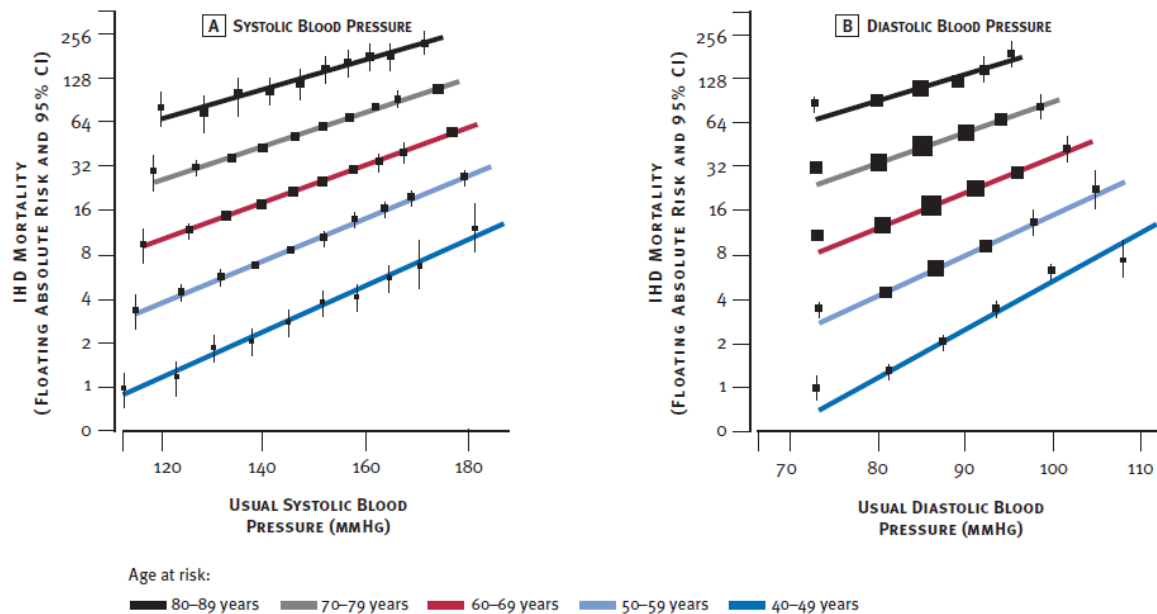 A SYSTOLIC BLOOD PRESSURE
IHD MORTALITY
(FLOATING ABSOLUTE RISK AND 95% CI)
256
128
64
32
16
8
4
2
1
0
120 140 160 180
USUAL SYSTOLIC BLOOD
PRESSURE (MMHG)
B DIASTOLIC BLOOD PRESSURE
IHD MORTALITY
(FLOATING ABSOLUTE RISK AND 95% CI)
256
128
64
32
16
8
4
2
1
0
70 80 90 100 110
USUAL DIASTOLIC BLOOD
PRESSURE (MMHG)
Age at risk:
80–89 years 70–79 years 60–69 years 50–59 years 40–49 years